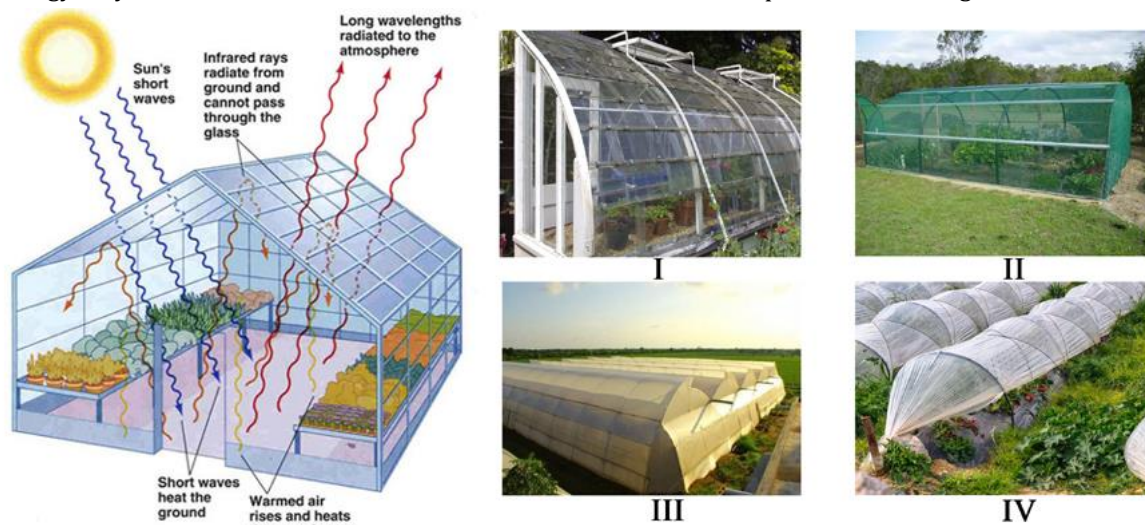 Sun's
short
waves
Infrared rays
radiate from
ground and
cannot pass
through the
glass
Long wavelengths
radiated to the
atmosphere
Short waves
heat the
ground
Warmed air
rises and heats
I
II
III
IV